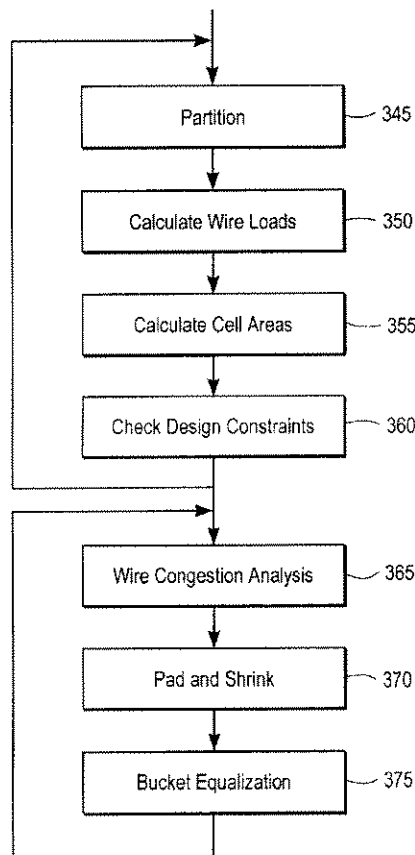 Partition 345
Calculate Wire Loads 350
Calculate Cell Areas 355
Check Design Constraints 360
Wire Congestion Analysis 365
Pad and Shrink 370
Bucket Equalization 375